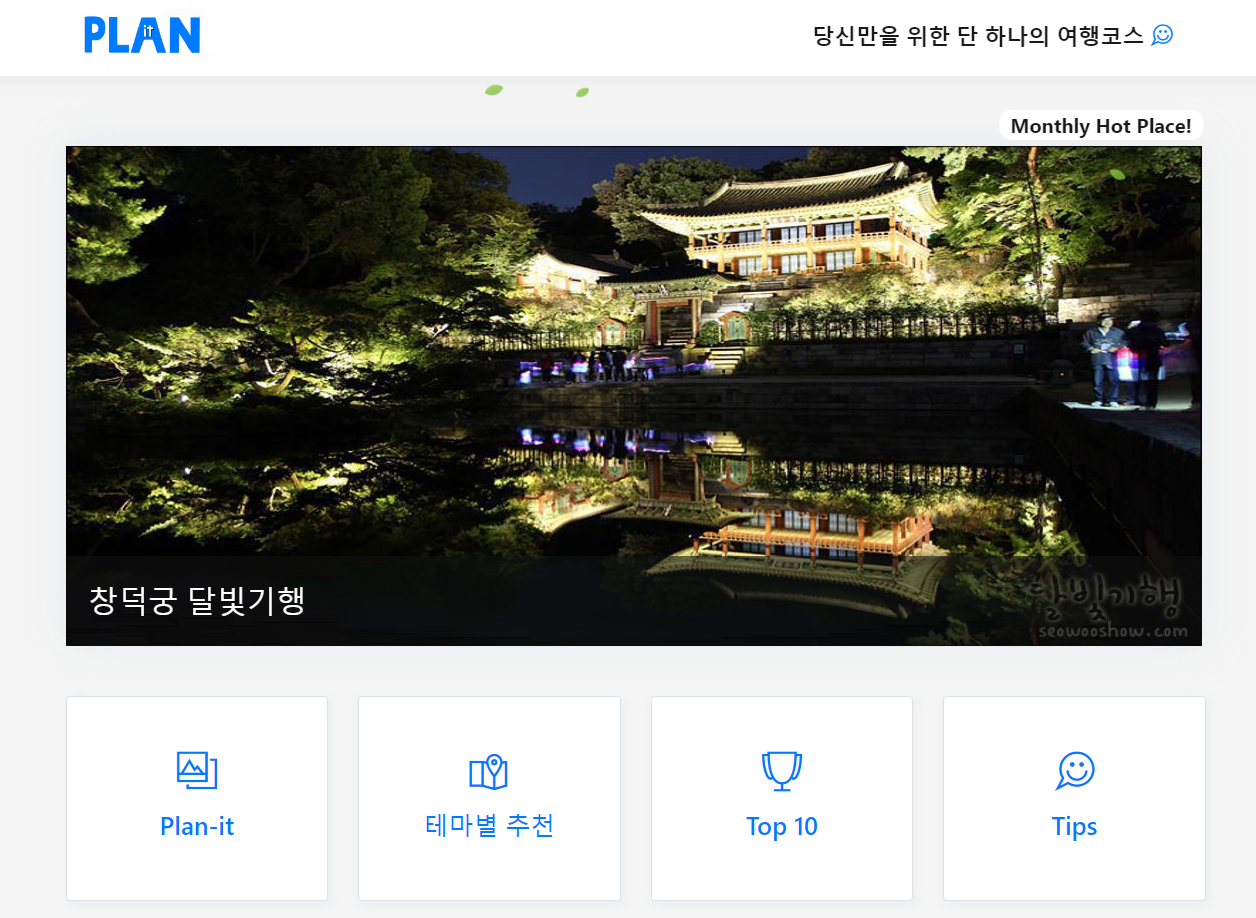 PLAN
it
당신만을 위한 단 하나의 여행코스
Monthly Hot Place!
창덕궁 달빛기행
달빛기행
seowooshow.com
Plan-it
테마별 추천
Top 10
Tips